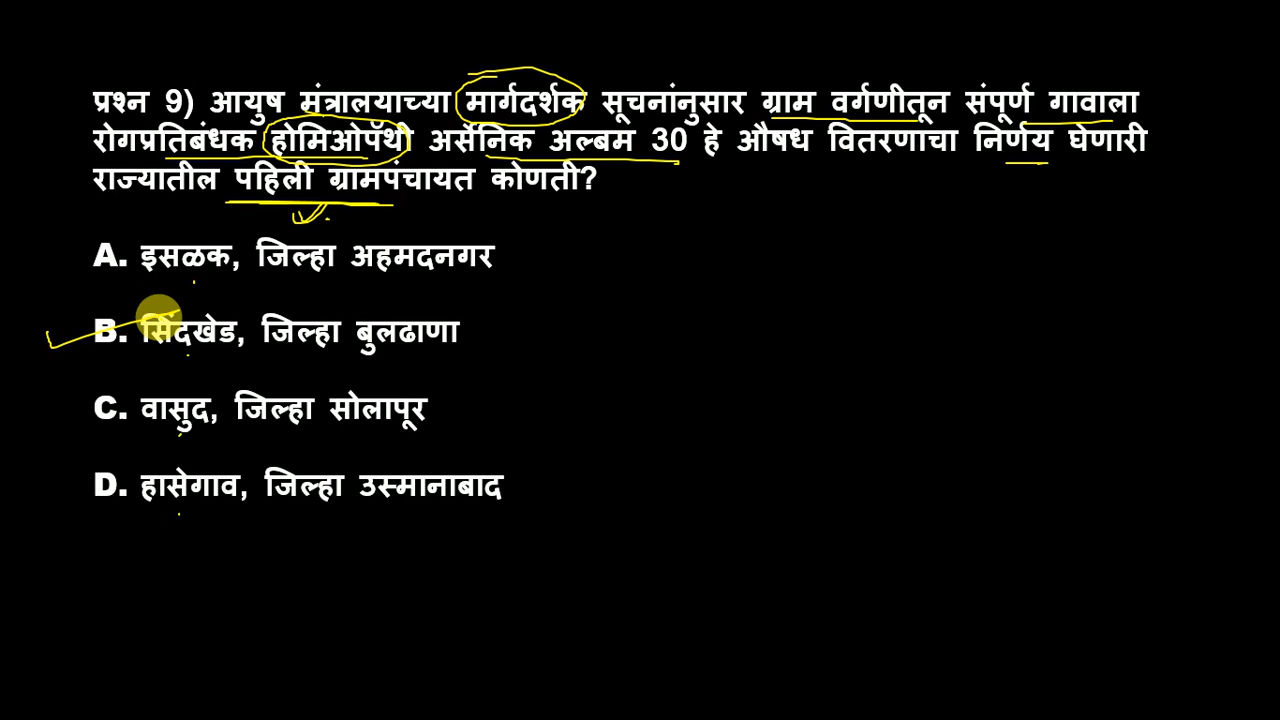 प्रश्न 9) आयुष मंत्रालयाच्या मार्गदर्शक सूचनांनुसार ग्राम वर्गणीतून संपूर्ण गावाला
रोगप्रतिबंधक होमिओपॅथी अर्सेनिक अल्बम 30 हे औषध वितरणाचा निर्णय घेणारी
राज्यातील पहिली ग्रामपंचायत कोणती?
A. इसळक, जिल्हा अहमदनगर
B. सिंदखेड, जिल्हा बुलढाणा
C. वासुद, जिल्हा सोलापूर
D. हासेगाव, जिल्हा उस्मानाबाद